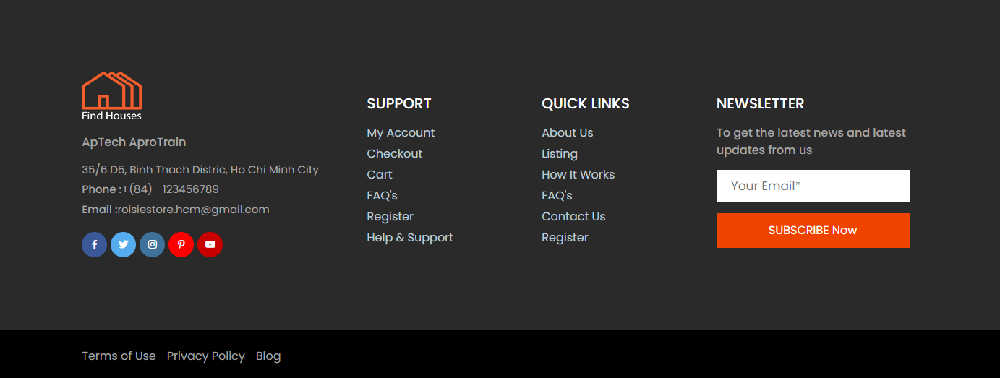 Find Houses
ApTech AproTrain
35/6 D5, Binh Thach Distric, Ho Chi Minh City
Phone :+(84) –123456789
Email :roisiestore.hcm@gmail.com
SUPPORT
My Account
Checkout
Cart
FAQ's
Register
Help & Support
QUICK LINKS
About Us
Listing
How It Works
FAQ's
Contact Us
Register
NEWSLETTER
To get the latest news and latest
updates from us
Your Email*
SUBSCRIBE Now
Terms of Use Privacy Policy Blog